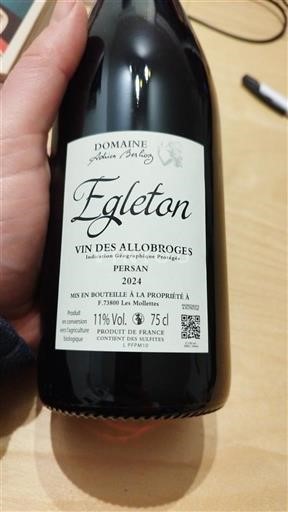 DOMAINE
Adrien Berlioz
Egleton
VIN DES ALLOBROGES
Indication Géographique Protégée
PERSAN
2024
MIS EN BOUTEILLE À LA PROPRIÉTÉ À
F.73800 Les Mollettes
Produit
en conversion
vers l'agriculture
biologique
11% Vol. 75 cl
PRODUIT DE FRANCE
CONTIENT DES SULFITES
L PFPM10